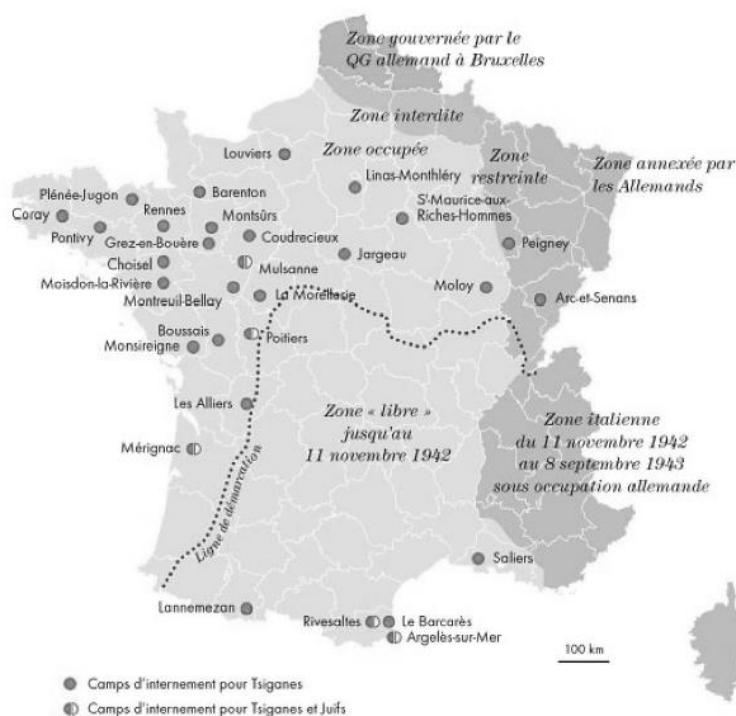 Zone gouvernée par le
QG allemand à Bruxelles
Zone interdite
Zone occupée
Zone
restreinte
Zone annexée par
les Allemands
Louviers
Linas-Monthléry
Plénée-Jugon
Barenton
Coray
Rennes
Montsûrs
St-Maurice-aux-
Riches-Hommes
Pontivy
Grez-en-Bouère
Coudrecieux
Jargeau
Peigney
Choisel
Mulsanne
Moisdon-la-Rivière
Montreuil-Bellay
La Morellerie
Moloy
Arc-et-Senans
Boussais
Poitiers
Monsireigne
Les Alliers
Zone « libre »
jusqu'au
11 novembre 1942
Zone italienne
du 11 novembre 1942
au 8 septembre 1943
sous occupation allemande
Mérignac
Ligne de démarcation
Saliers
Lannemezan
Rivesaltes
Le Barcarès
Argelès-sur-Mer
100 km
Camps d'internement pour Tsiganes
Camps d'internement pour Tsiganes et Juifs